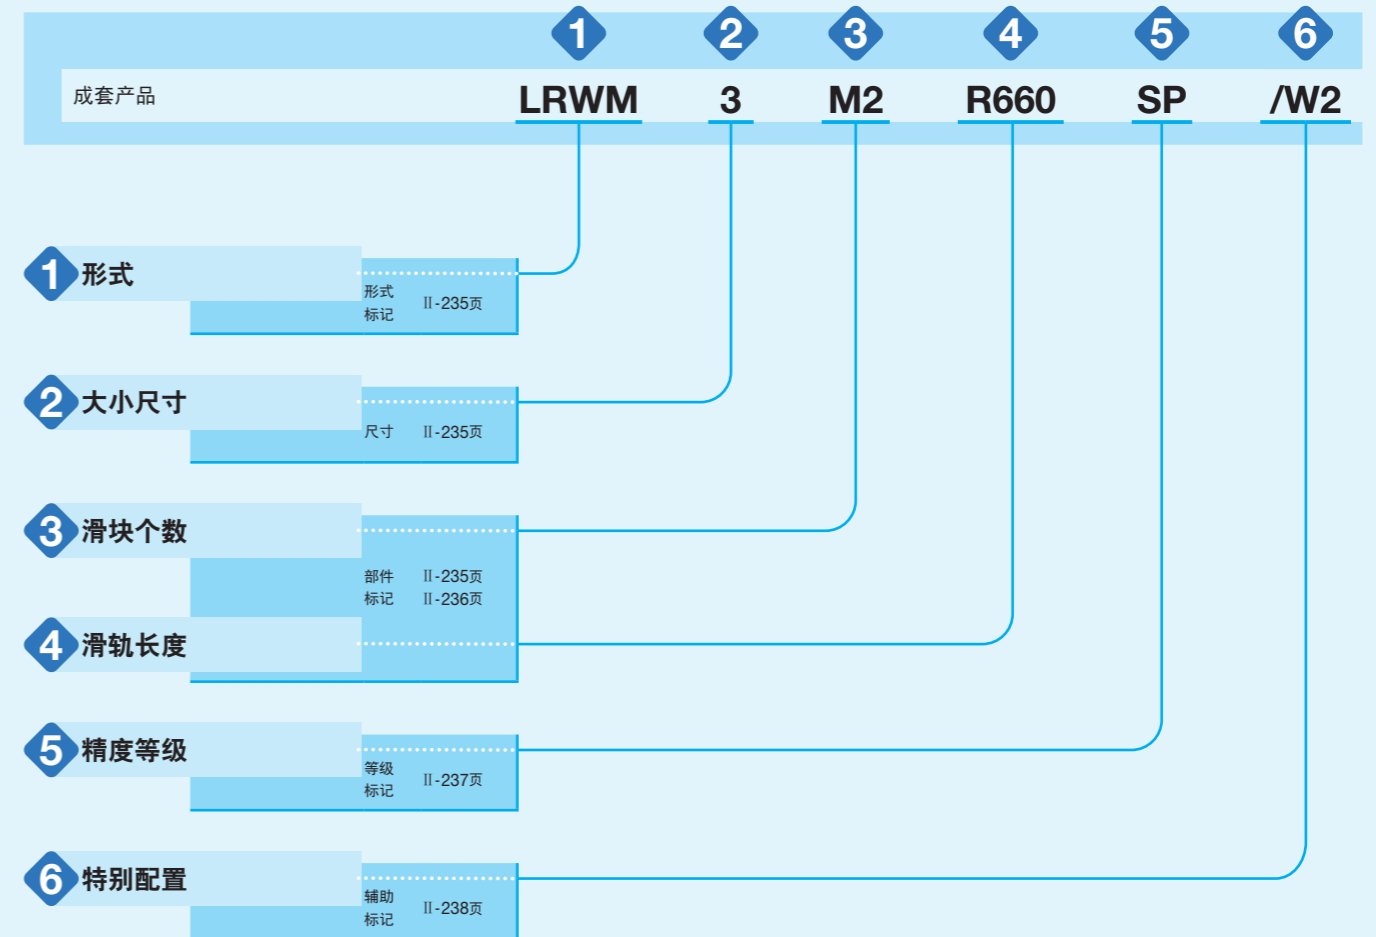 1 2 3 4 5 6
成套产品 LRWM 3 M2 R660 SP /W2
1 形式
形式
标记 Ⅱ-235页
2 大小尺寸
尺寸 Ⅱ-235页
3 滑块个数
部件 Ⅱ-235页
标记 Ⅱ-236页
4 滑轨长度
5 精度等级
等级
标记 Ⅱ-237页
6 特别配置
辅助
标记 Ⅱ-238页